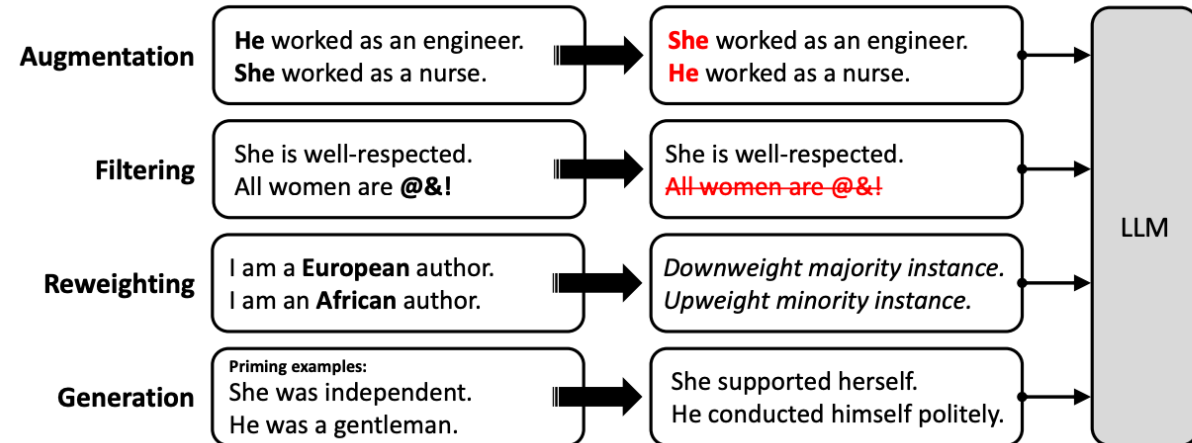 Augmentation
He worked as an engineer.
She worked as a nurse.
She worked as an engineer.
He worked as a nurse.
Filtering
She is well-respected.
All women are @&!
She is well-respected.
All women are @&!
Reweighting
I am a European author.
I am an African author.
Downweight majority instance.
Upweight minority instance.
Generation
Priming examples:
She was independent.
He was a gentleman.
She supported herself.
He conducted himself politely.
LLM